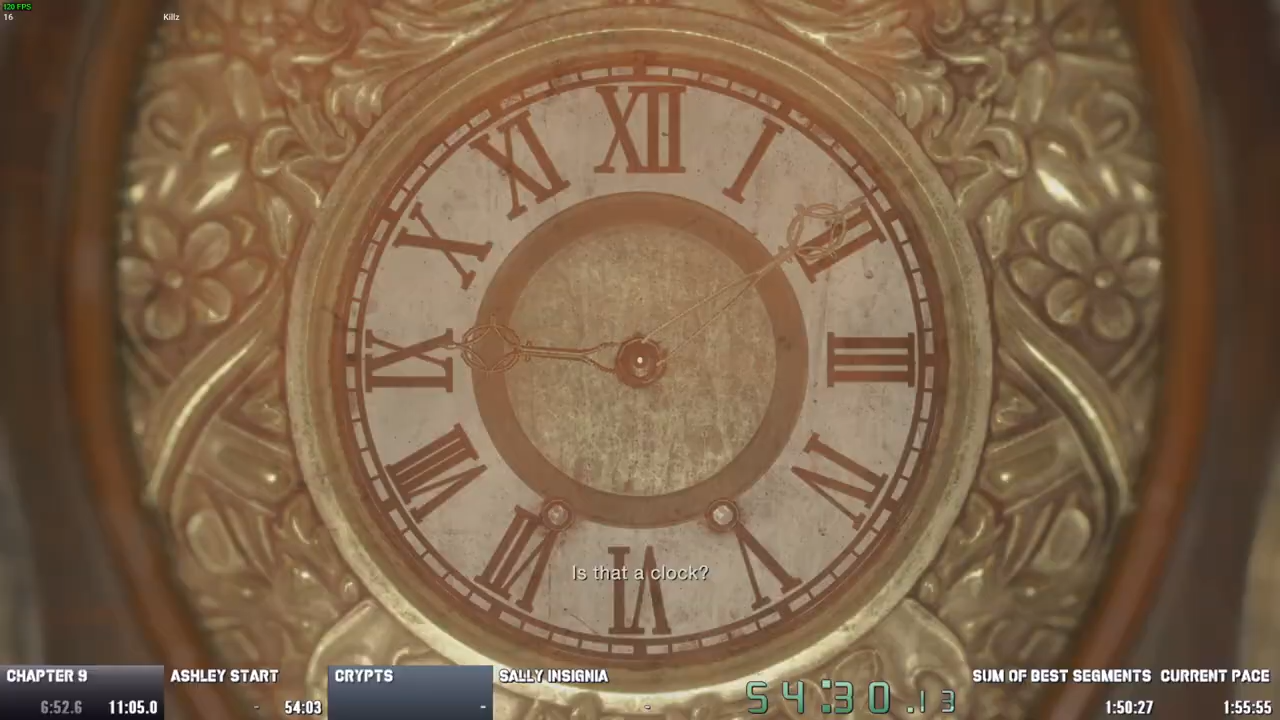 120 FPS
16 Killz
XII
I
II
III
IV
V
VI
VII
VIII
IX
X
XI
Is that a clock?
CHAPTER 9 ASHLEY START CRYPTS SALLY INSIGNIA SUM OF BEST SEGMENTS CURRENT PACE
6:52.6 11:05.0 - 54:03 - - 54:30.13 1:50:27 1:55:55